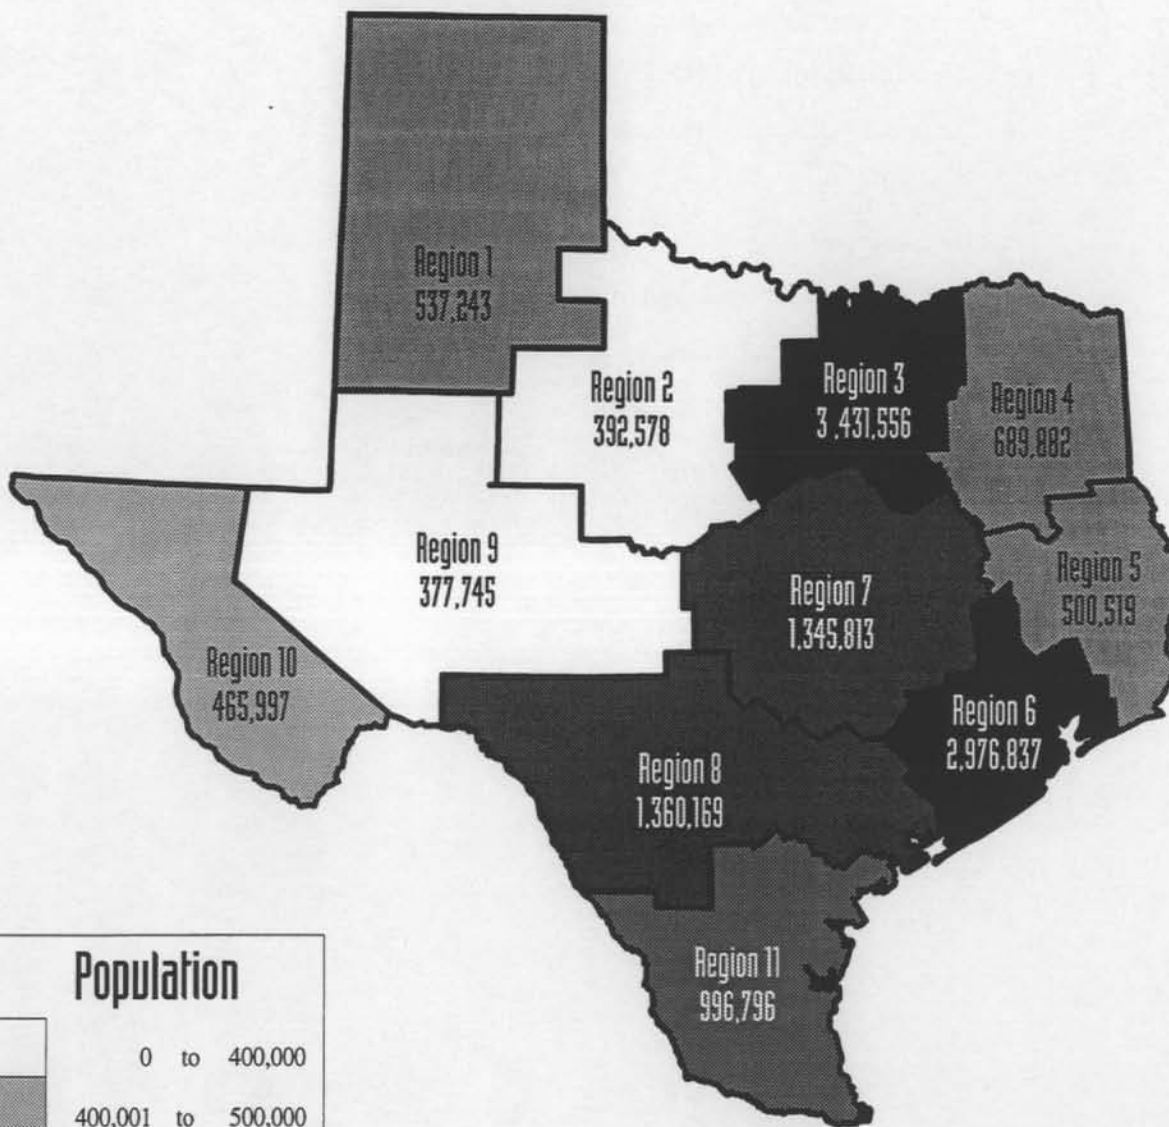 Region 1
537,243
Region 2
392,578
Region 3
3,431,556
Region 4
689,882
Region 9
377,745
Region 7
1,345,813
Region 5
500,519
Region 10
465,997
Region 6
2,976,837
Region 8
1,360,169
Region 11
996,796
Population
0 to 400,000
400,001 to 500,000